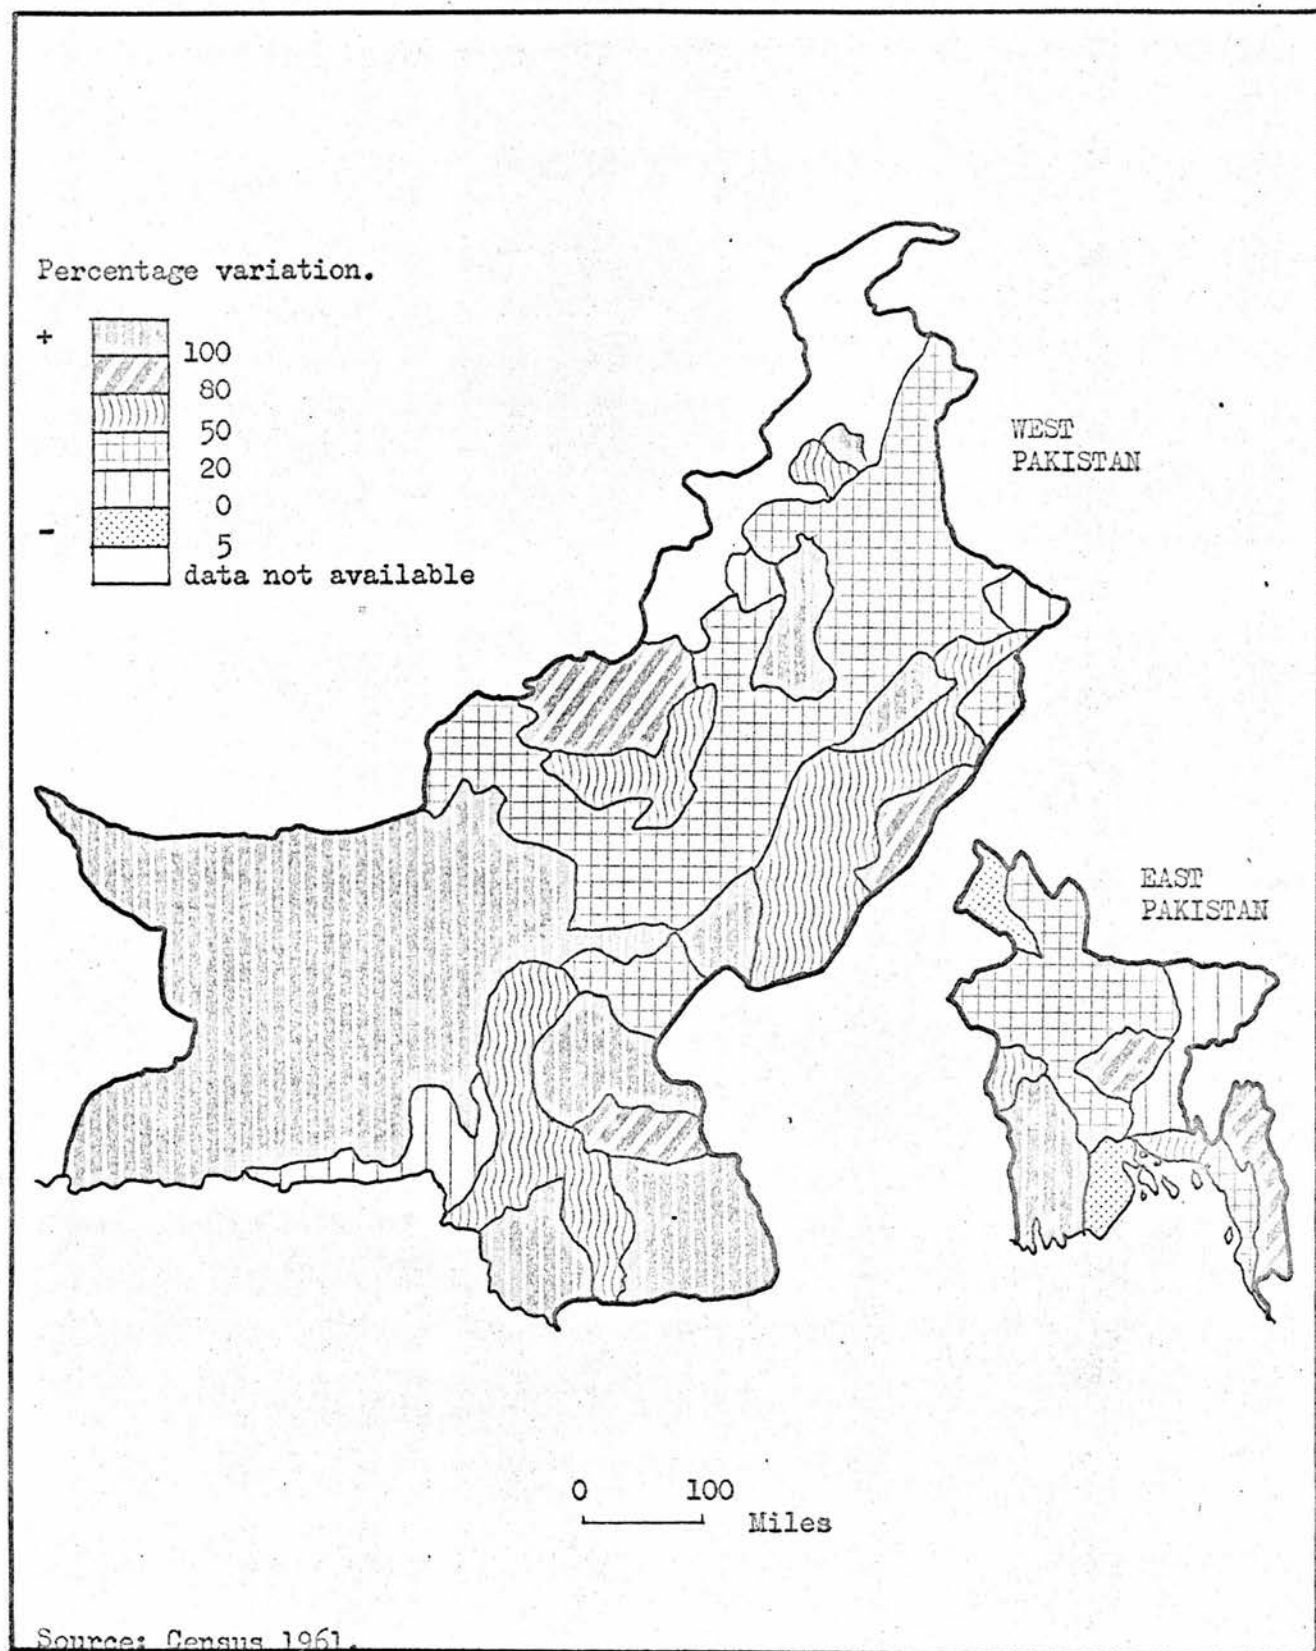 Percentage variation.
+
100
80
50
20
0
-
5
data not available
WEST
PAKISTAN
EAST
PAKISTAN
0 100
Miles
Source: Census 1961.